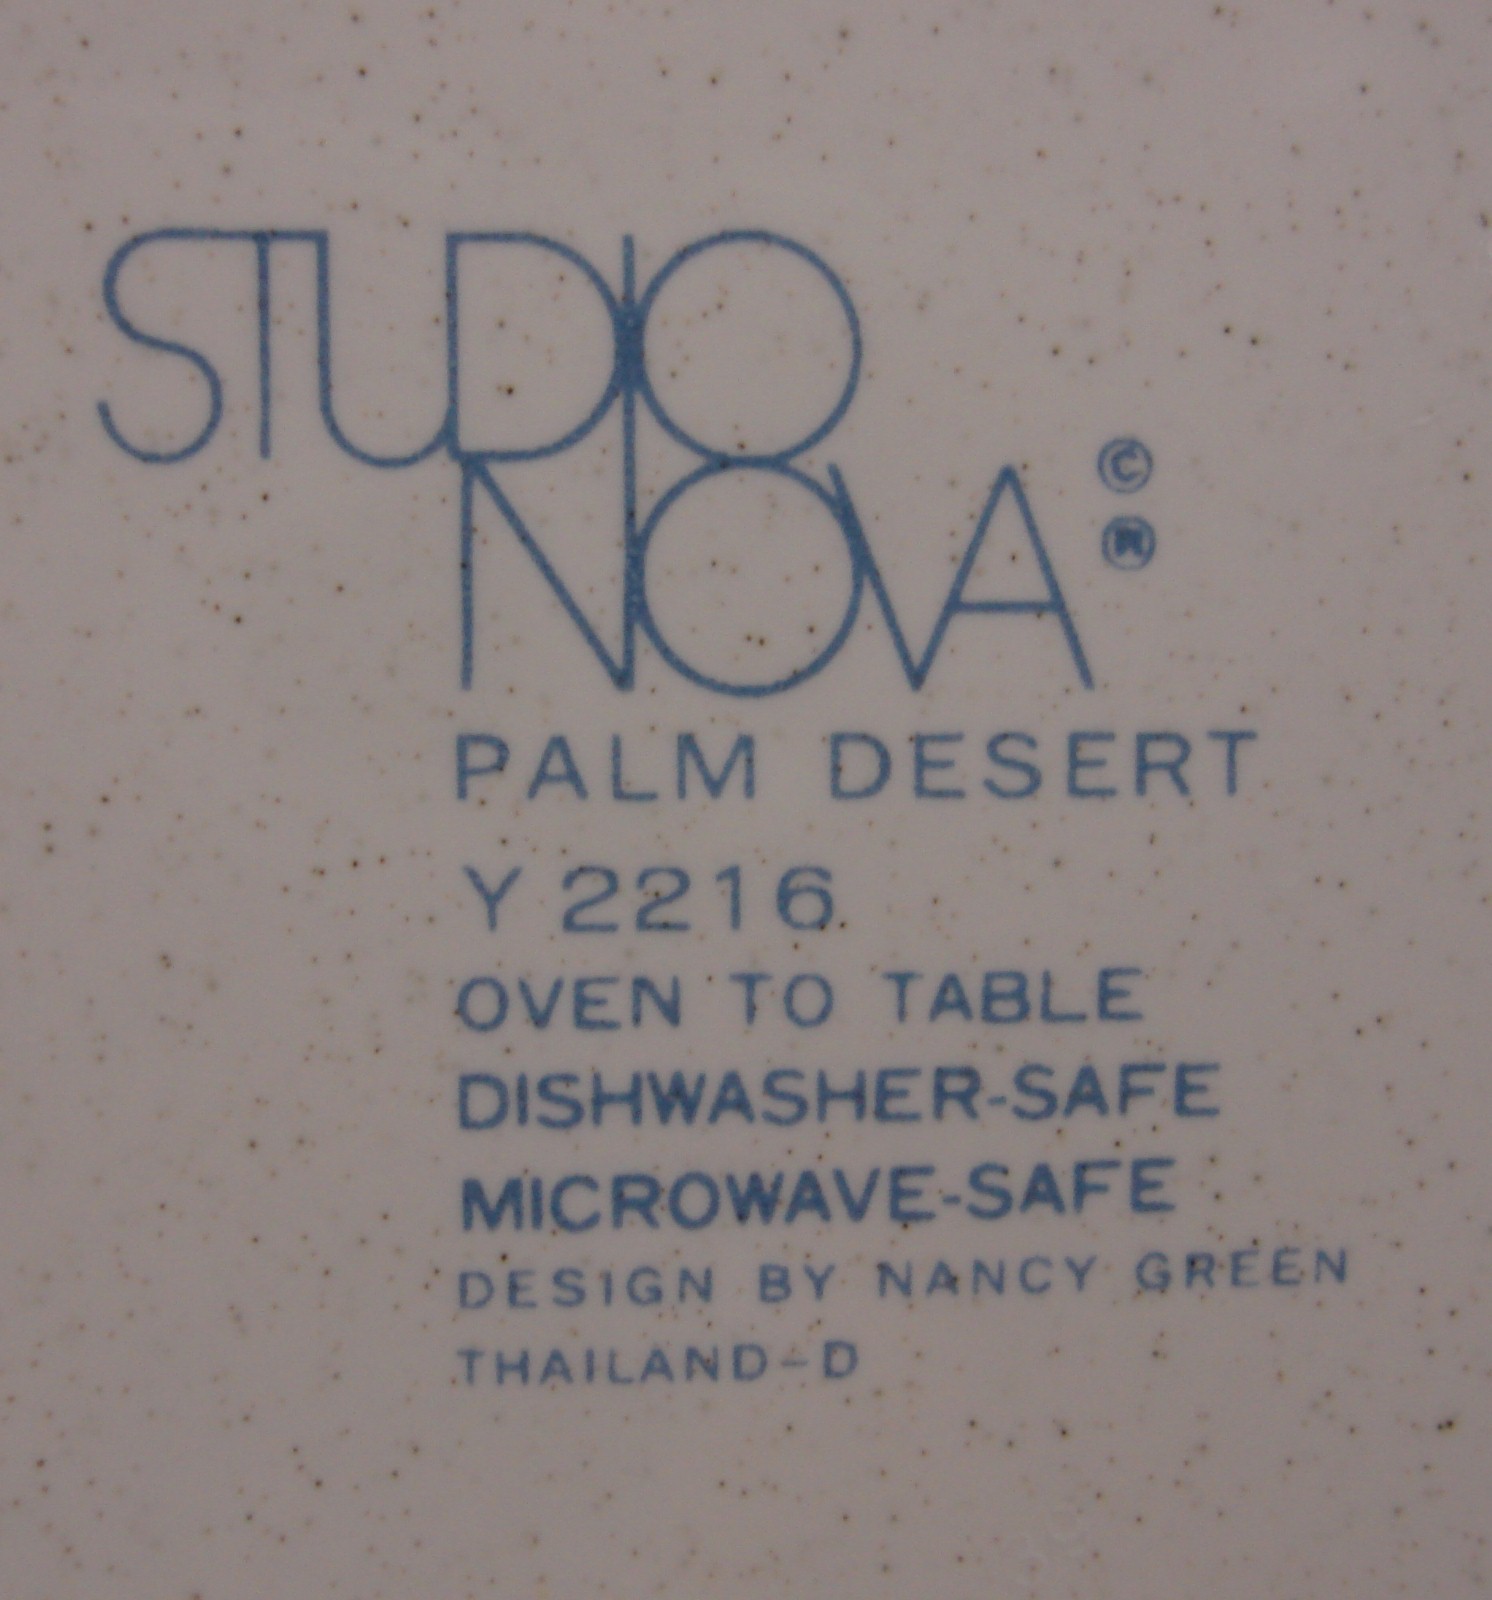 STUDIO
NOVA ©
®
PALM DESERT
Y 2216
OVEN TO TABLE
DISHWASHER-SAFE
MICROWAVE-SAFE
DESIGN BY NANCY GREEN
THAILAND-D